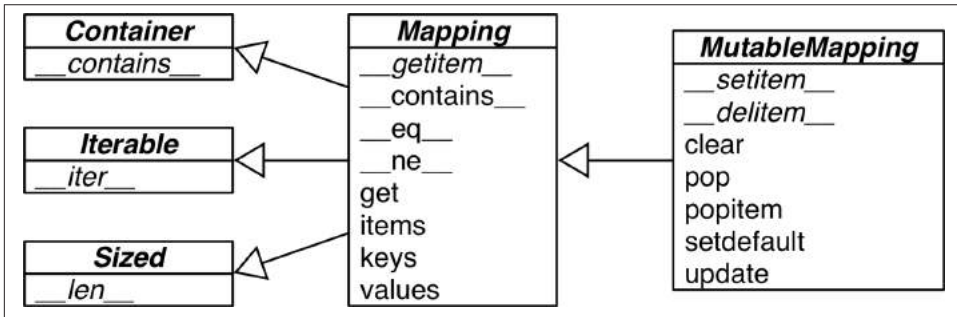 Container
__contains__
Iterable
__iter__
Sized
__len__
Mapping
__getitem__
__contains__
__eq__
__ne__
get
items
keys
values
MutableMapping
__setitem__
__delitem__
clear
pop
popitem
setdefault
update